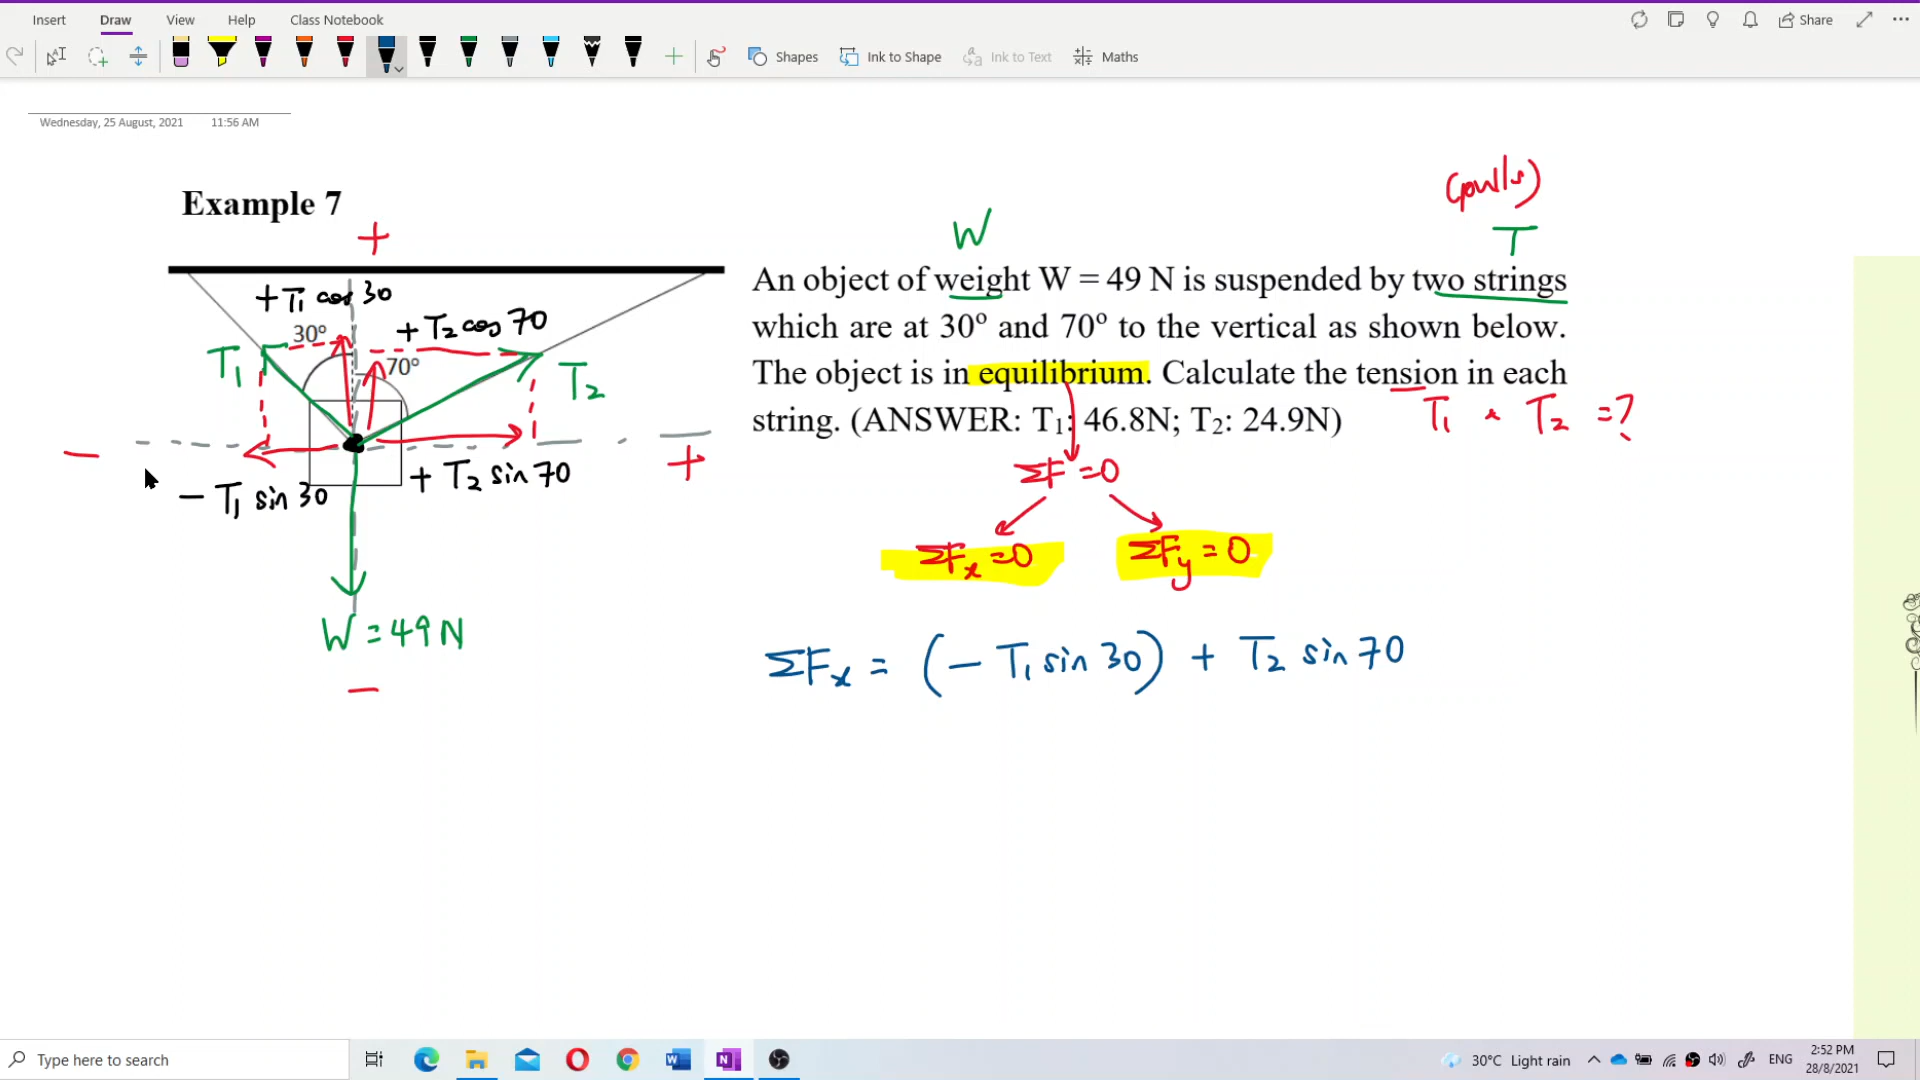 Insert Draw View Help Class Notebook Share
Shapes Ink to Shape Ink to Text Maths
Wednesday, 25 August, 2021 11:56 AM
(pulls)
Example 7
+
W
T
An object of weight W = 49 N is suspended by two strings
+ T1 cos 30
+ T2 cos 70
30°
which are at 30º and 70º to the vertical as shown below.
T1
70°
T2
The object is in equilibrium. Calculate the tension in each
string. (ANSWER: T1: 46.8N; T2: 24.9N)
T1 & T2 = ?
−
+
− T1 sin 30
+ T2 sin 70
ΣF = 0
ΣFx = 0
ΣFy = 0
W = 49 N
−
ΣFx = (− T1 sin 30) + T2 sin 70
Type here to search
30°C Light rain
ENG
2:52 PM
28/8/2021